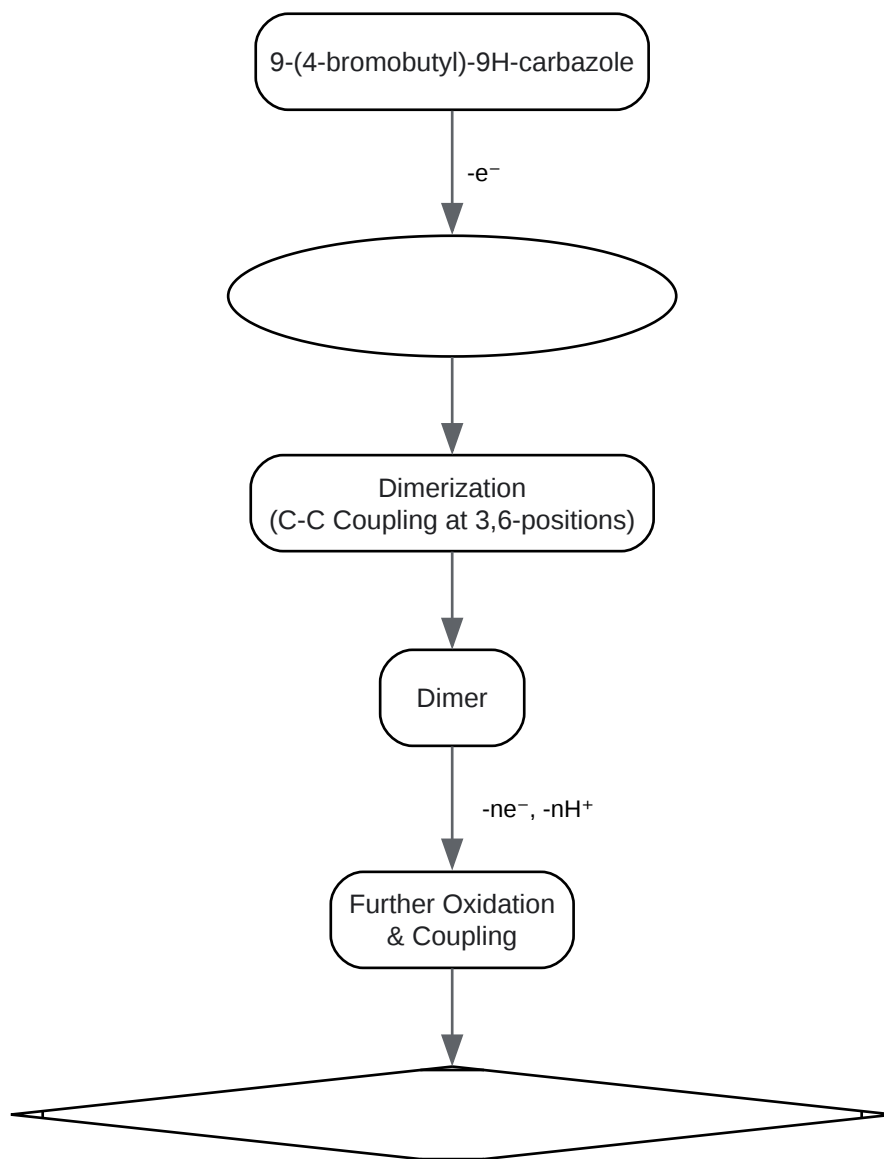 9-(4-bromobutyl)-9H-carbazole
-e⁻
Dimerization
(C-C Coupling at 3,6-positions)
Dimer
-ne⁻, -nH⁺
Further Oxidation
& Coupling